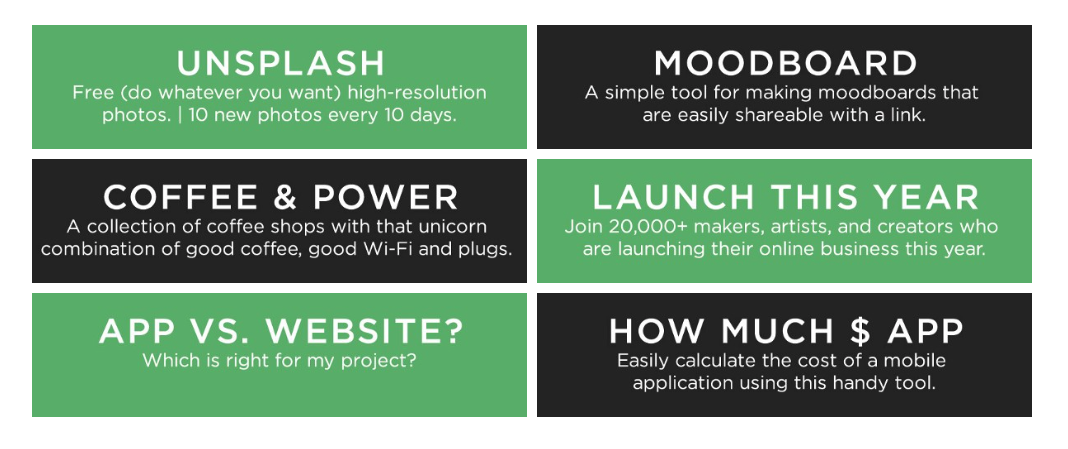 UNSPLASH
Free (do whatever you want) high-resolution
photos. | 10 new photos every 10 days.
MOODBOARD
A simple tool for making moodboards that
are easily shareable with a link.
COFFEE & POWER
A collection of coffee shops with that unicorn
combination of good coffee, good Wi-Fi and plugs.
LAUNCH THIS YEAR
Join 20,000+ makers, artists, and creators who
are launching their online business this year.
APP VS. WEBSITE?
Which is right for my project?
HOW MUCH $ APP
Easily calculate the cost of a mobile
application using this handy tool.